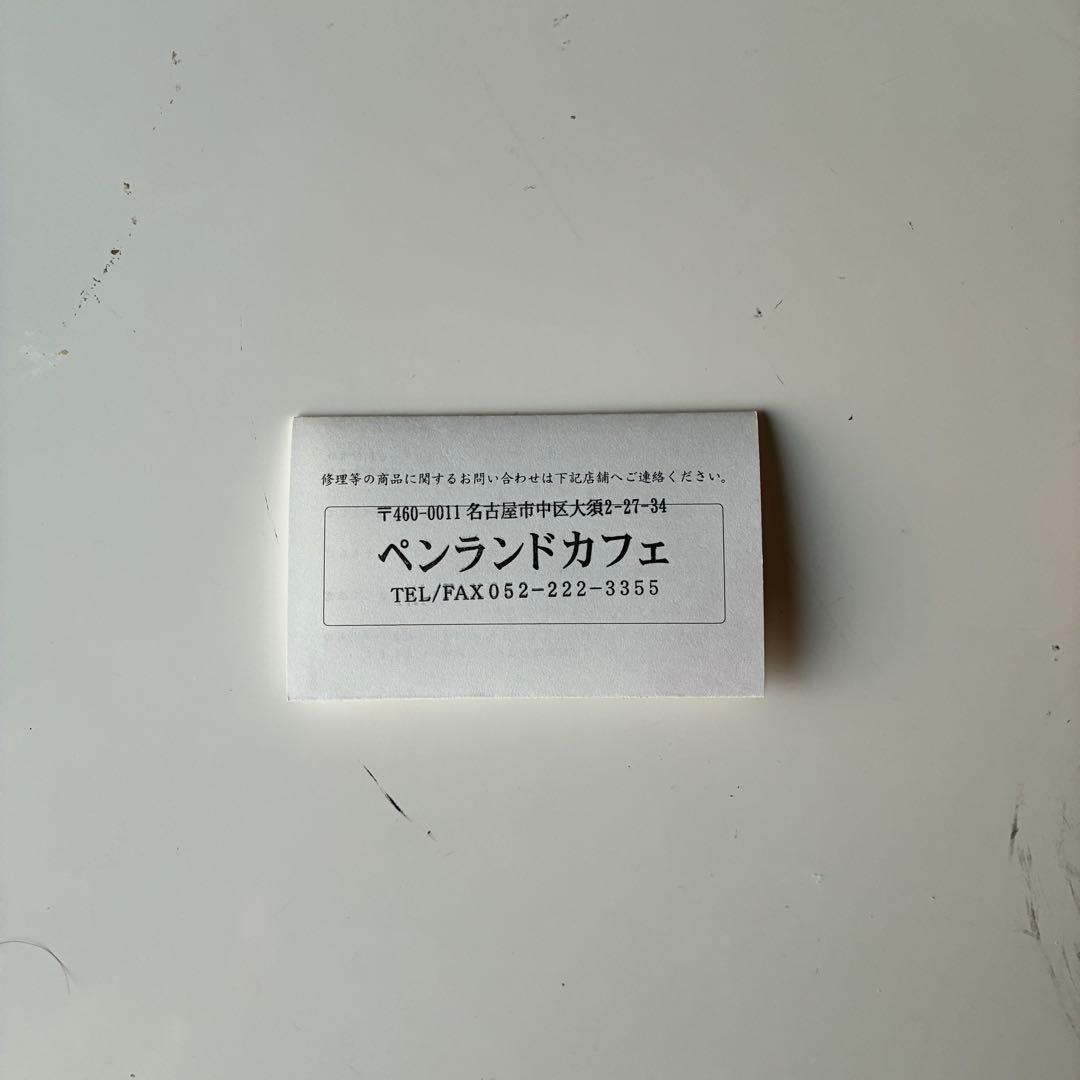 修理等の商品に関するお問い合わせは下記店舗へご連絡ください。
〒460-0011 名古屋市中区大須2-27-34
ペンランドカフェ
TEL/FAX052-222-3355